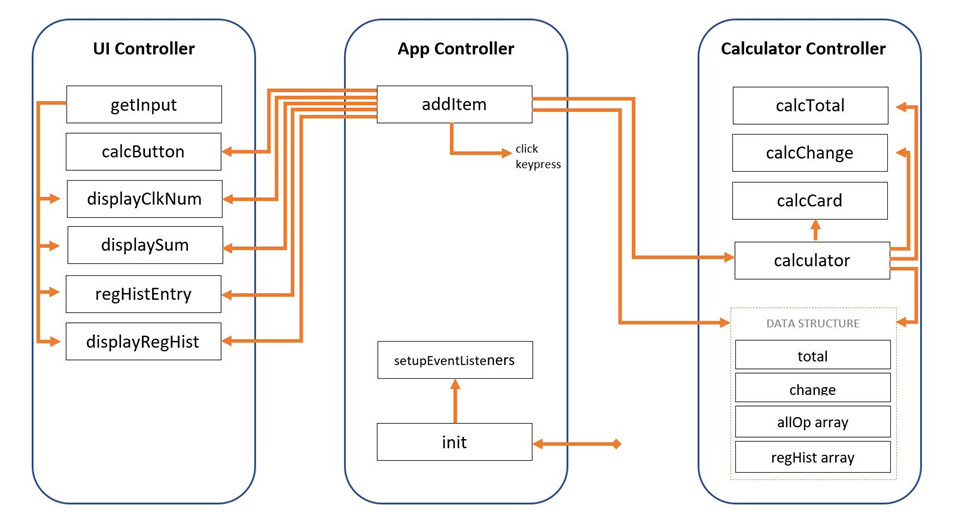 UI Controller
getInput
calcButton
displayClkNum
displaySum
regHistEntry
displayRegHist
App Controller
addItem
click
keypress
setupEventListeners
init
Calculator Controller
calcTotal
calcChange
calcCard
calculator
DATA STRUCTURE
total
change
allOp array
regHist array